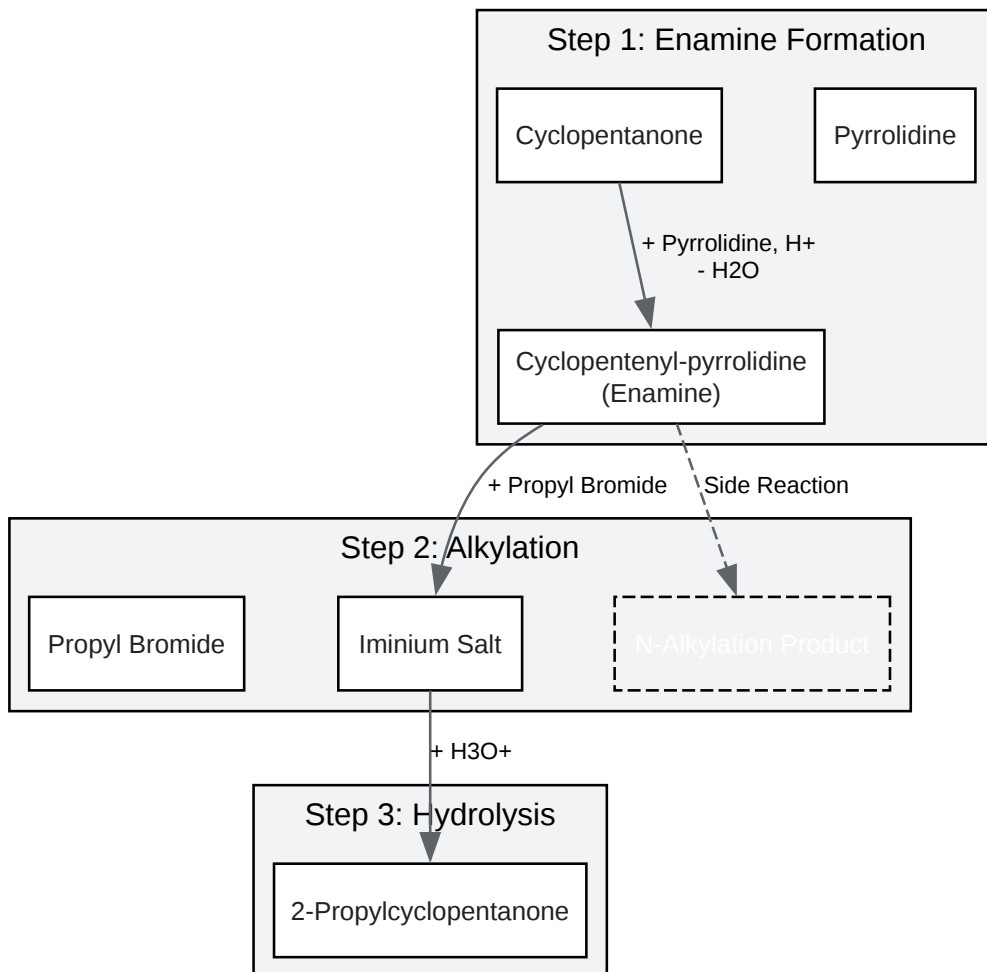 Step 1: Enamine Formation
Cyclopentanone
Pyrrolidine
+ Pyrrolidine, H+
- H2O
Cyclopentenyl-pyrrolidine
(Enamine)
+ Propyl Bromide
Side Reaction
Step 2: Alkylation
Propyl Bromide
Iminium Salt
N-Alkylation Product
+ H3O+
Step 3: Hydrolysis
2-Propylcyclopentanone